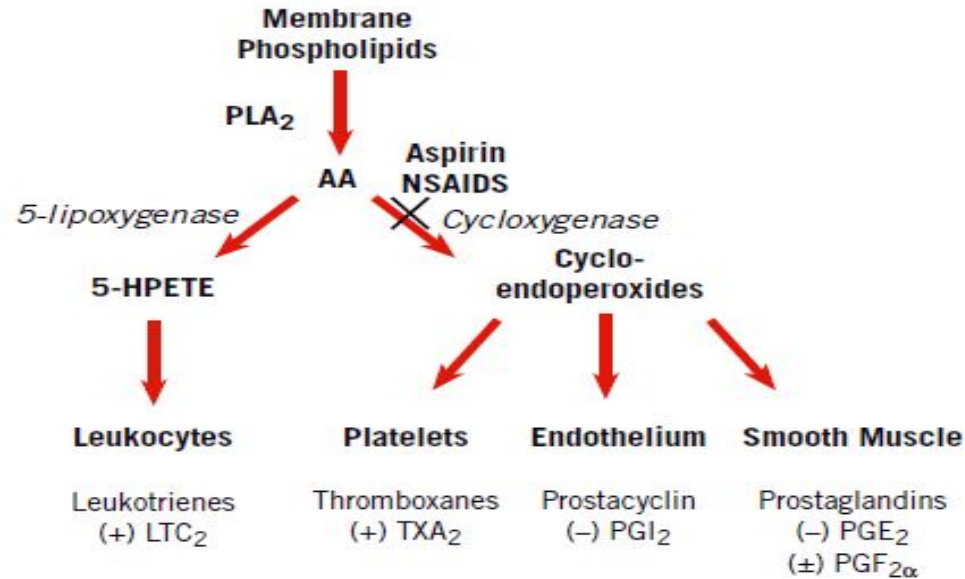 Membrane
Phospholipids
PLA₂
AA
Aspirin
NSAIDS
5-lipoxygenase
Cycloxygenase
5-HPETE
Cyclo-
endoperoxides
Leukocytes
Platelets
Endothelium
Smooth Muscle
Leukotrienes
(+) LTC₂
Thromboxanes
(+) TXA₂
Prostacyclin
(–) PGI₂
Prostaglandins
(–) PGE₂
(±) PGF₂α